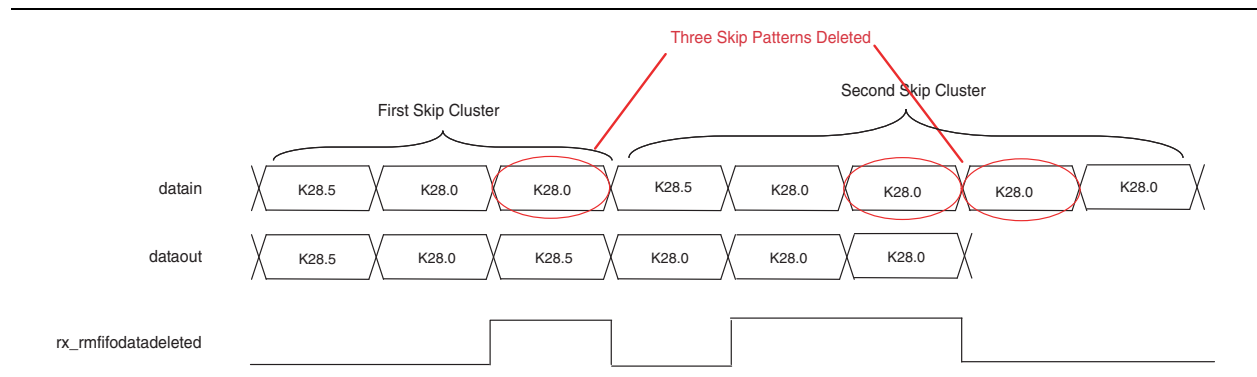 Three Skip Patterns Deleted
First Skip Cluster
Second Skip Cluster
datain K28.5 K28.0 K28.0 K28.5 K28.0 K28.0 K28.0 K28.0
dataout K28.5 K28.0 K28.5 K28.0 K28.0 K28.0
rx_rmfifodatadeleted